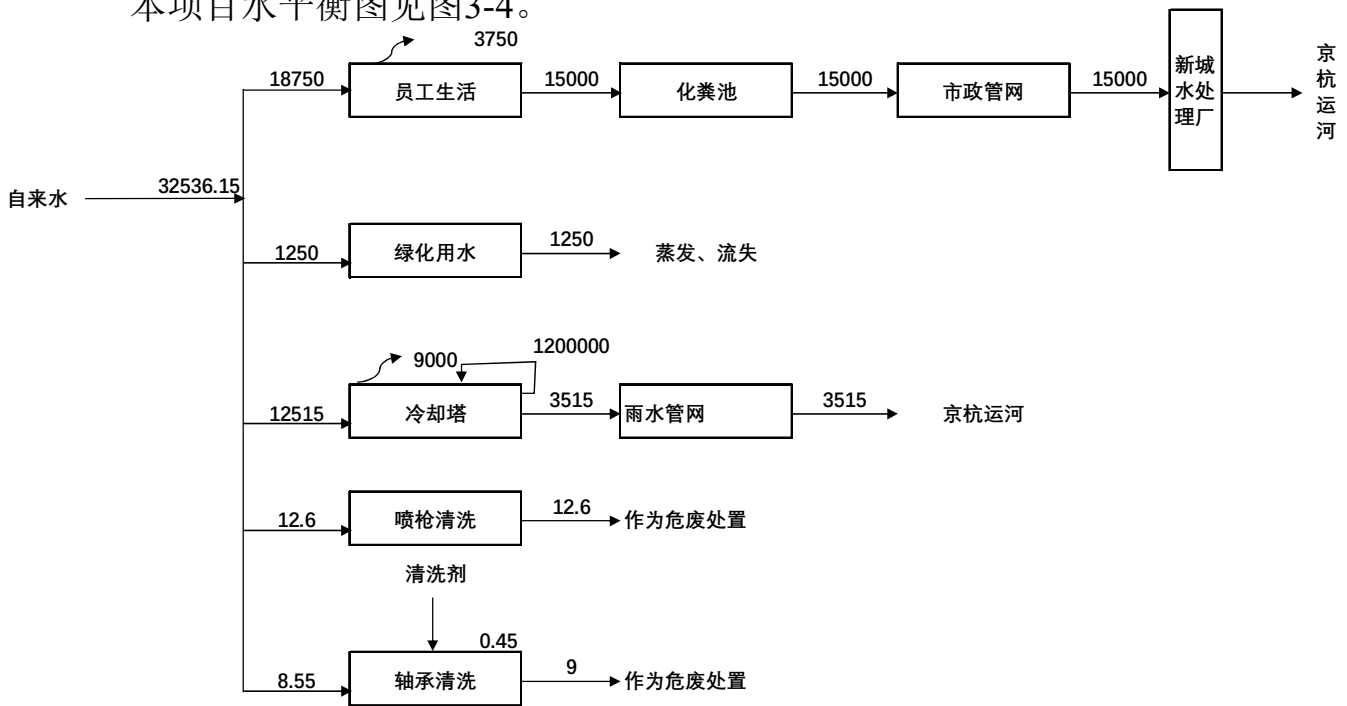 本项目水平衡图见图3-4。
3750
18750
员工生活
15000
化粪池
15000
市政管网
15000
新城
水处
理厂
京
杭
运
河
自来水
32536.15
1250
绿化用水
1250
蒸发、流失
9000
1200000
12515
冷却塔
3515
雨水管网
3515
京杭运河
12.6
喷枪清洗
12.6
作为危废处置
清洗剂
0.45
8.55
轴承清洗
9
作为危废处置